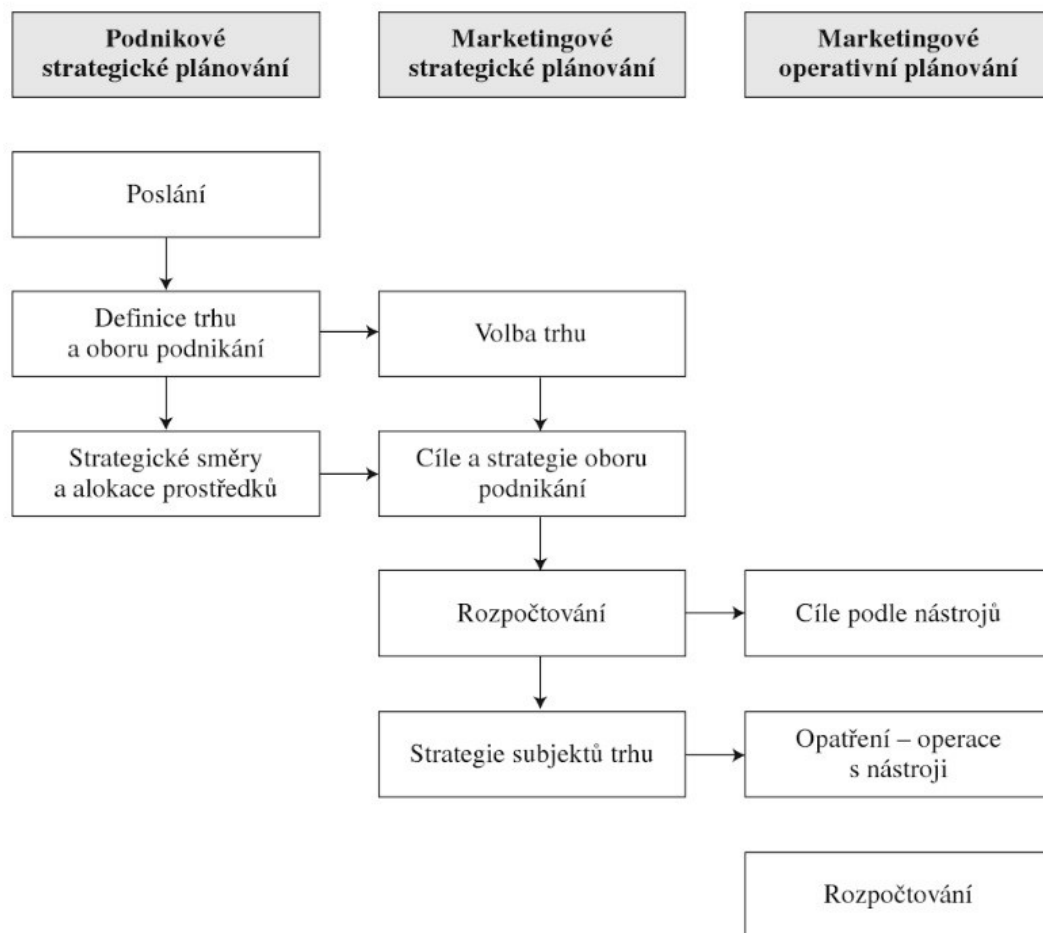 Podnikové
strategické plánování
Marketingové
strategické plánování
Marketingové
operativní plánování
Poslání
Definice trhu
a oboru podnikání
Volba trhu
Strategické směry
a alokace prostředků
Cíle a strategie oboru
podnikání
Rozpočtování
Cíle podle nástrojů
Strategie subjektů trhu
Opatření – operace
s nástroji
Rozpočtování